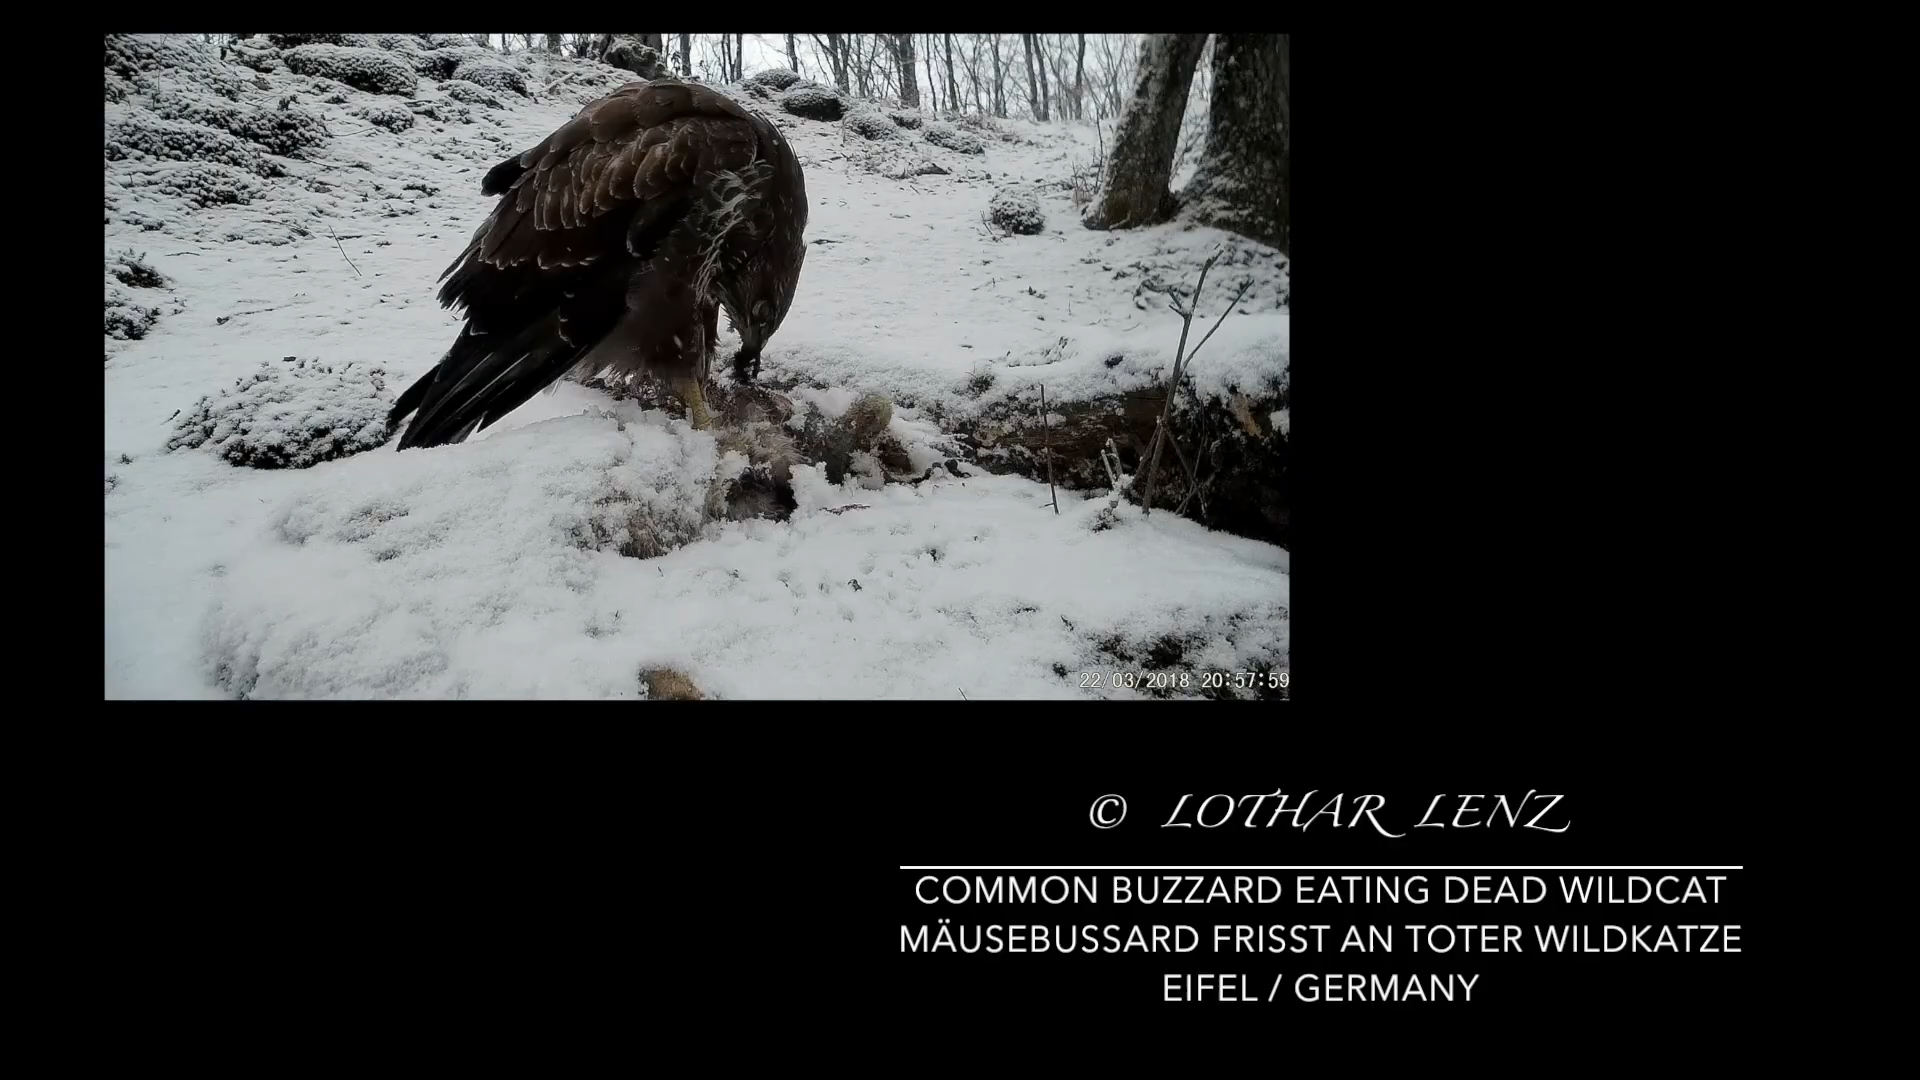 22/03/2018 20:57:59
© LOTHAR LENZ
COMMON BUZZARD EATING DEAD WILDCAT
MÄUSEBUSSARD FRISST AN TOTER WILDKATZE
EIFEL / GERMANY